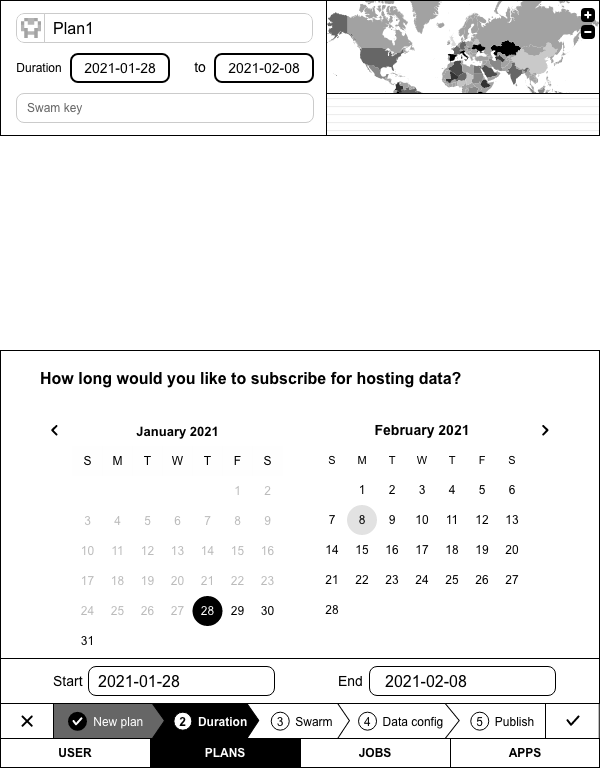 Plan1
Duration 2021-01-28 to 2021-02-08
Swam key
How long would you like to subscribe for hosting data?
January 2021
S M T W T F S
1 2
3 4 5 6 7 8 9
10 11 12 13 14 15 16
17 18 19 20 21 22 23
24 25 26 27 28 29 30
31
February 2021
S M T W T F S
1 2 3 4 5 6
7 8 9 10 11 12 13
14 15 16 17 18 19 20
21 22 23 24 25 26 27
28
Start 2021-01-28 End 2021-02-08
New plan 2 Duration 3 Swarm 4 Data config 5 Publish
USER PLANS JOBS APPS